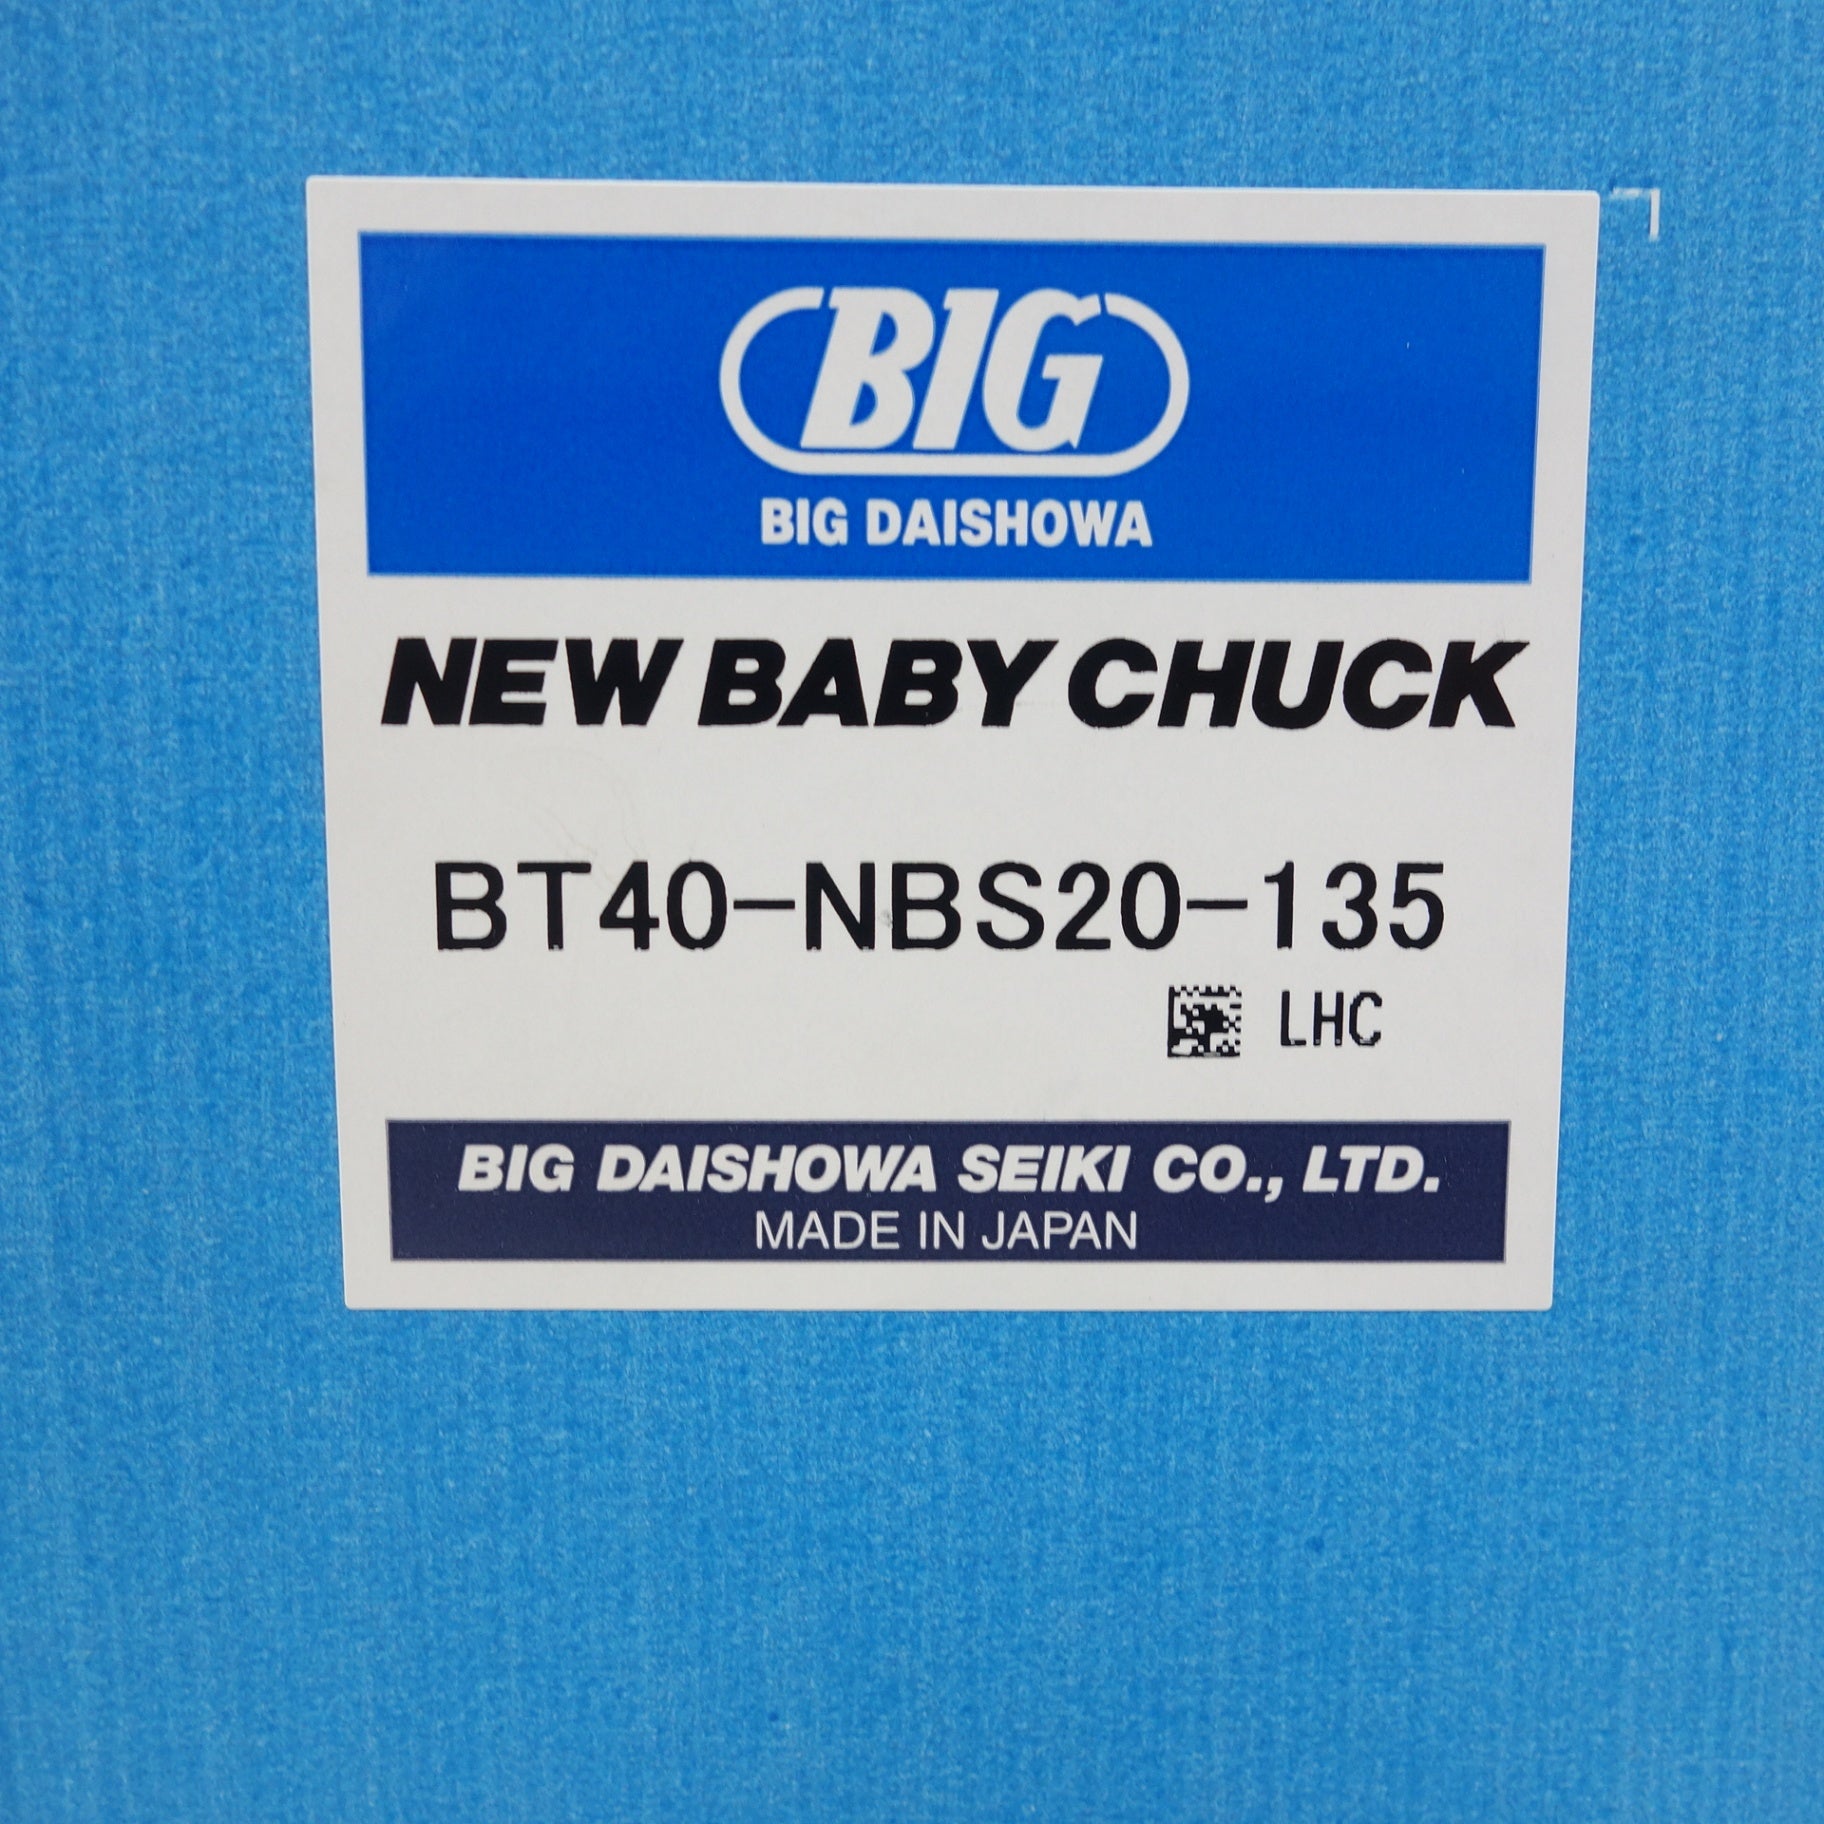 BIG
BIG DAISHOWA
NEW BABY CHUCK
BT40-NBS20-135
LHC
BIG DAISHOWA SEIKI CO., LTD.
MADE IN JAPAN